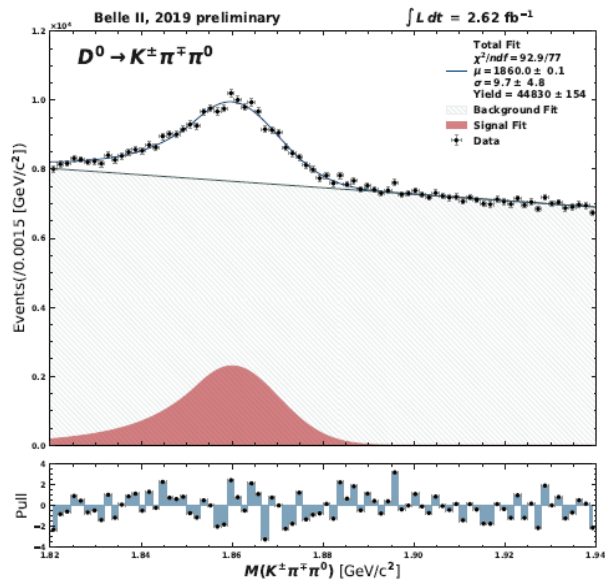 Belle II, 2019 preliminary
∫L dt = 2.62 fb⁻¹
×10⁴
D⁰ → K±π∓π⁰
Total Fit
χ²/ndf=92.9/77
μ=1860.0 ± 0.1
σ=9.7 ± 4.8
Yield = 44830 ± 154
Background Fit
Signal Fit
Data
Events(/0.0015 [GeV/c²])
1.2
1.0
0.8
0.6
0.4
0.2
0.0
Pull
4
2
0
−2
−4
1.82 1.84 1.86 1.88 1.90 1.92 1.94
M(K±π∓π⁰) [GeV/c²]